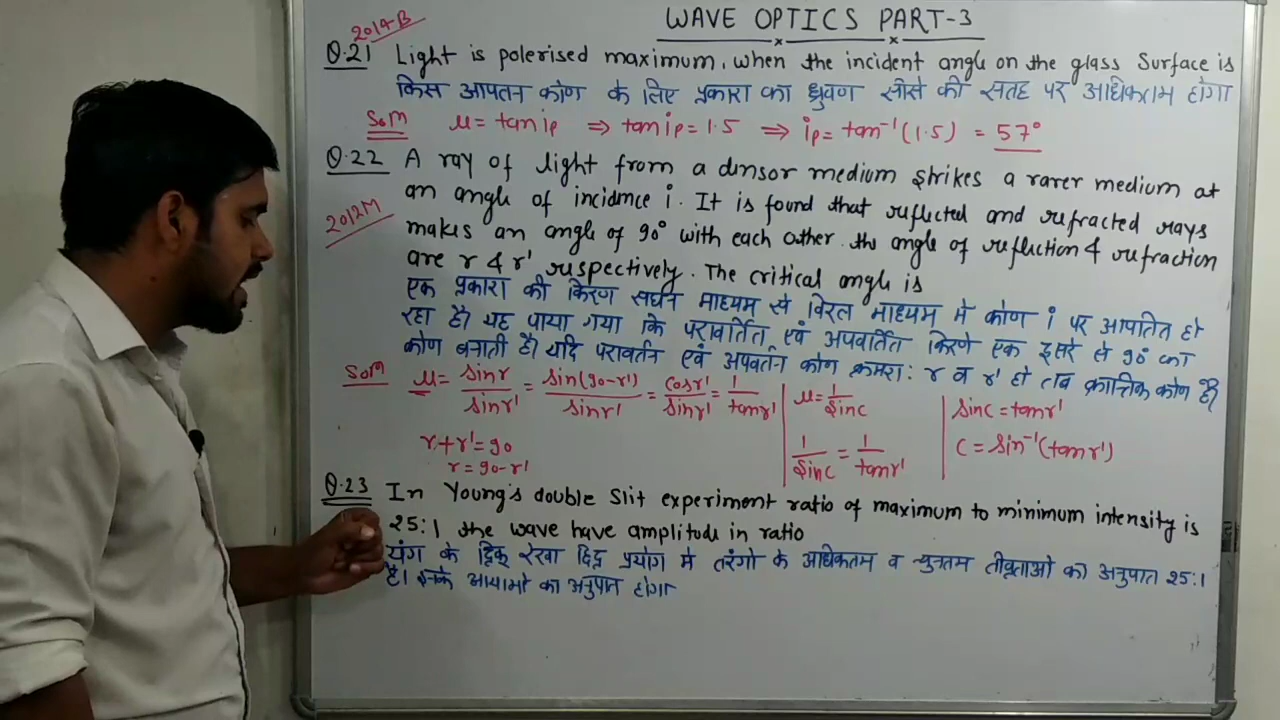 WAVE OPTICS PART-3
2014-B
Q.21 Light is polerised maximum, when the incident angle on the glass Surface is
किस आपतन कोण के लिए प्रकाश का ध्रुवण सीसे की सतह पर अधिकतम होगा
Soln μ = tan ip ⇒ tan ip = 1.5 ⇒ ip = tan⁻¹(1.5) = 57°
Q.22 A ray of light from a densor medium strikes a rarer medium at
2012M an angle of incidence i. It is found that reflected and refracted rays
makes an angle of 90° with each other. the angle of reflection & refraction
are r & r' respectively. The critical angle is
एक प्रकाश की किरण सघन माध्यम से विरल माध्यम मे कोण i पर आपतित हो
रहा है। यह पाया गया कि परावर्तित एवं अपवर्तित किरणे एक दूसरे से 90° का
कोण बनाती है। यदि परावर्तन एवं अपवर्तन कोण क्रमशः: r व r' हो तब क्रान्तिक कोण है
Soln μ = sin r / sin r' = sin(90-r') / sin r' = cos r' / sin r' = 1 / tan r' | μ = 1 / sin c | sin c = tan r'
r + r' = 90
r = 90 - r' | 1 / sin c = 1 / tan r' | c = sin⁻¹(tan r')
Q.23 In Young's double Slit experiment ratio of maximum to minimum intensity is
25:1 the wave have amplitude in ratio
यंग के द्विक रेखा छिद्र प्रयोग मे तरंगो के अधिकतम व न्युनतम तीव्रताओ का अनुपात 25:1
है। इनके आयामो का अनुपात होगा